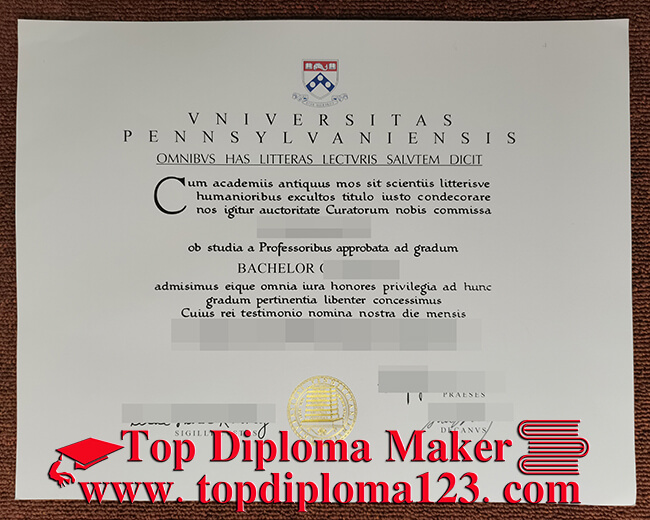 VNIVERSITAS
PENNSYLVANIENSIS
OMNIBVS HAS LITTERAS LECTVRIS SALVTEM DICIT
Cum academiis antiquus mos sit scientiis litterisve
humanioribus excultos titulo iusto condecorare
nos igitur auctoritate Curatorum nobis commissa
ob studia a Professoribus approbata ad gradum
BACHELOR
admisimus eique omnia iura honores privilegia ad hunc
gradum pertinentia libenter concessimus
Cuius rei testimonio nomina nostra die mensis
PRAESES
DECANVS
Top Diploma Maker
www. topdiploma123. com